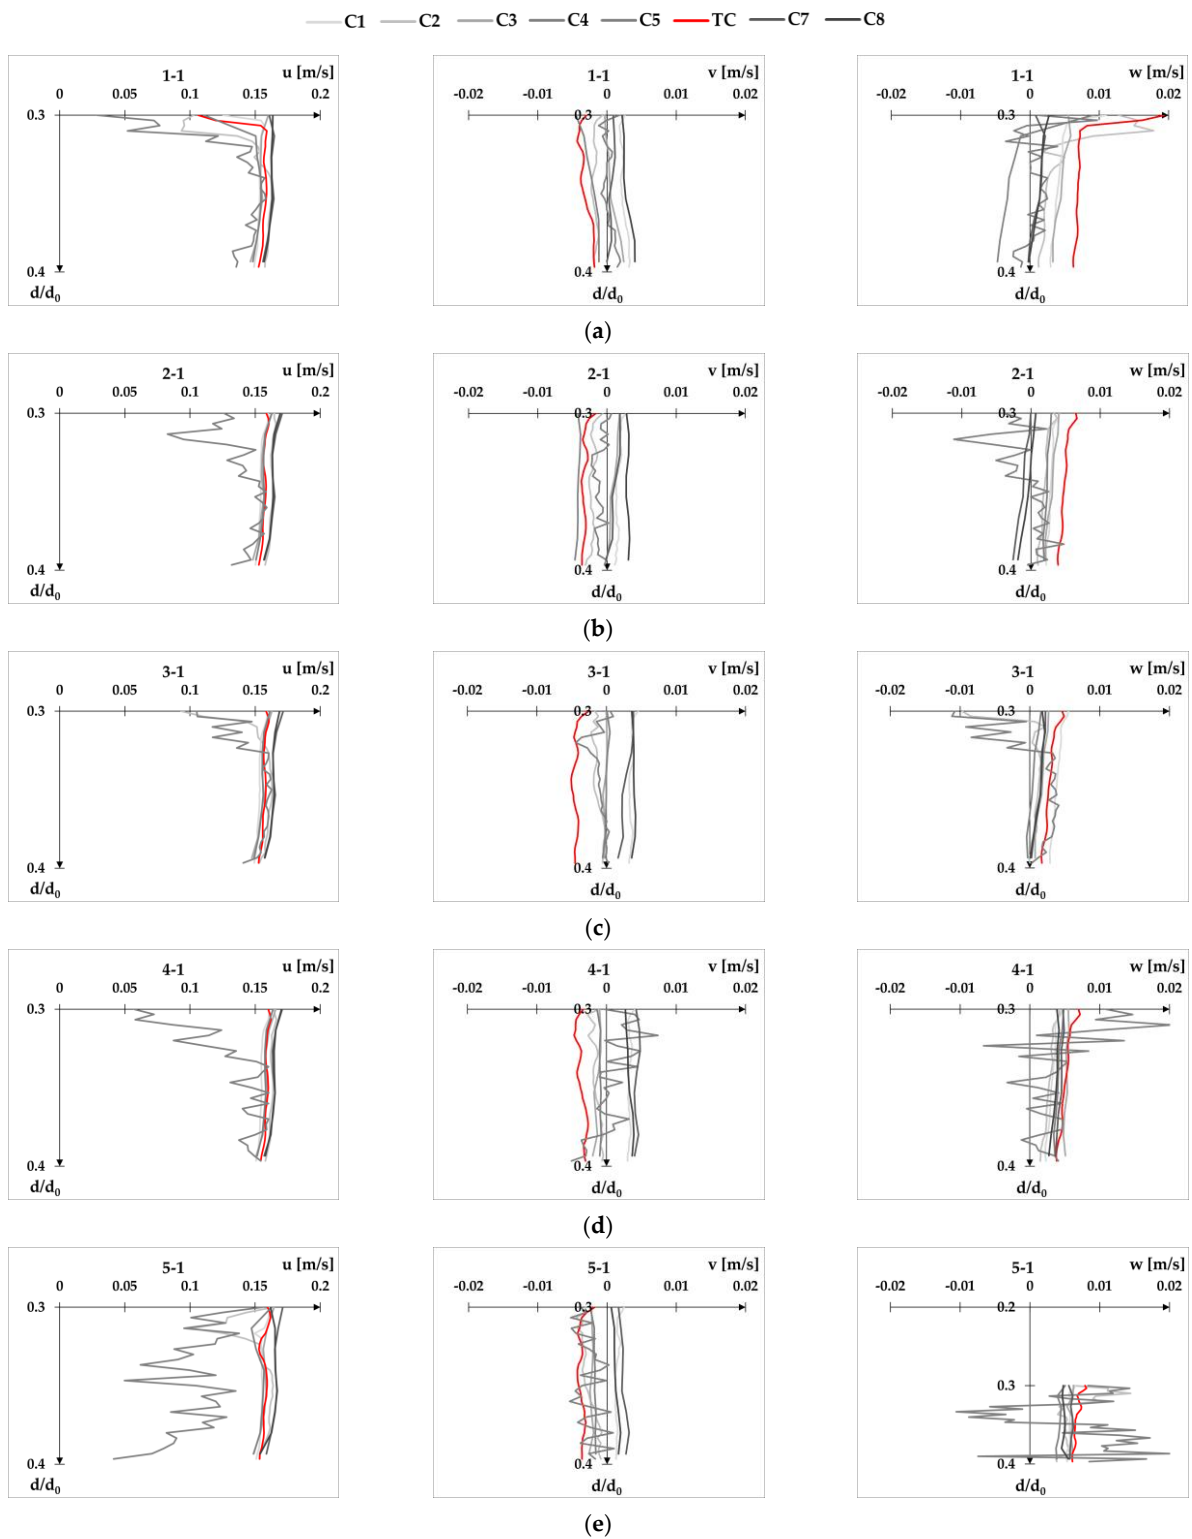 C1 C2 C3 C4 C5 TC C7 C8
1-1 u [m/s]
0 0.05 0.1 0.15 0.2
0.3
0.4
d/d0
1-1 v [m/s]
-0.02 -0.01 0 0.01 0.02
0.3
0.4
d/d0
1-1 w [m/s]
-0.02 -0.01 0 0.01 0.02
0.3
0.4
d/d0
(a)
2-1 u [m/s]
0 0.05 0.1 0.15 0.2
0.3
0.4
d/d0
2-1 v [m/s]
-0.02 -0.01 0 0.01 0.02
0.3
0.4
d/d0
2-1 w [m/s]
-0.02 -0.01 0 0.01 0.02
0.3
0.4
d/d0
(b)
3-1 u [m/s]
0 0.05 0.1 0.15 0.2
0.3
0.4
d/d0
3-1 v [m/s]
-0.02 -0.01 0 0.01 0.02
0.3
0.4
d/d0
3-1 w [m/s]
-0.02 -0.01 0 0.01 0.02
0.3
0.4
d/d0
(c)
4-1 u [m/s]
0 0.05 0.1 0.15 0.2
0.3
0.4
d/d0
4-1 v [m/s]
-0.02 -0.01 0 0.01 0.02
0.3
0.4
d/d0
4-1 w [m/s]
-0.02 -0.01 0 0.01 0.02
0.3
0.4
d/d0
(d)
5-1 u [m/s]
0 0.05 0.1 0.15 0.2
0.3
0.4
d/d0
5-1 v [m/s]
-0.02 -0.01 0 0.01 0.02
0.3
0.4
d/d0
5-1 w [m/s]
-0.02 -0.01 0 0.01 0.02
0.2
0.3
0.4
d/d0
(e)